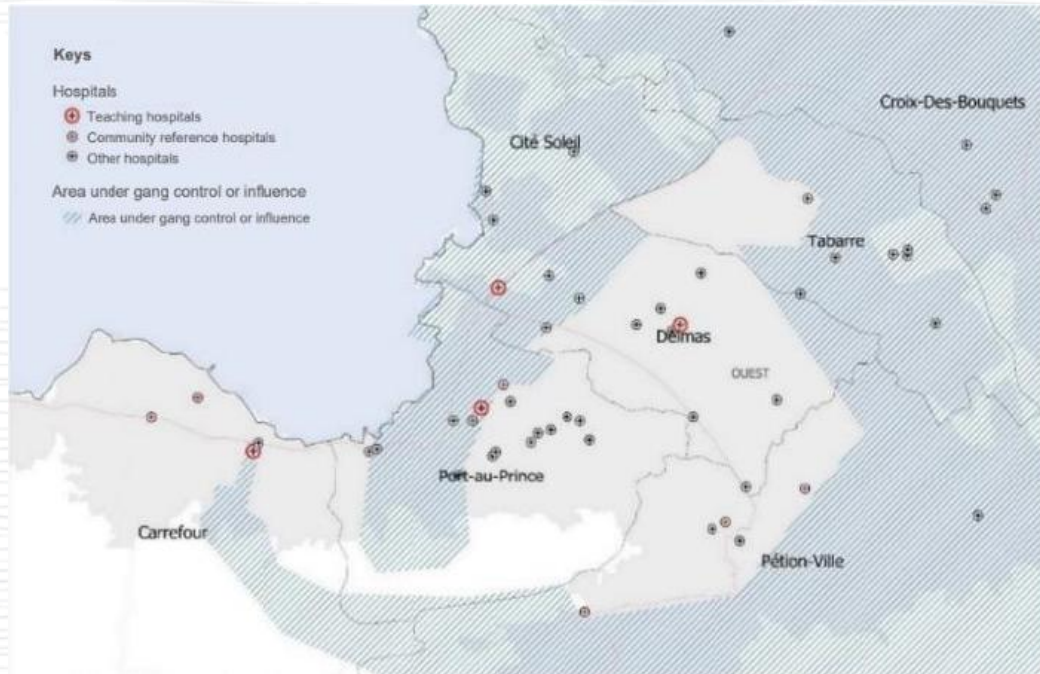 Keys
Hospitals
Teaching hospitals
Community reference hospitals
Other hospitals
Area under gang control or influence
Area under gang control or influence
Croix-Des-Bouquets
Cité Soleil
Tabarre
Delmas
OUEST
Port-au-Prince
Carrefour
Pétion-Ville